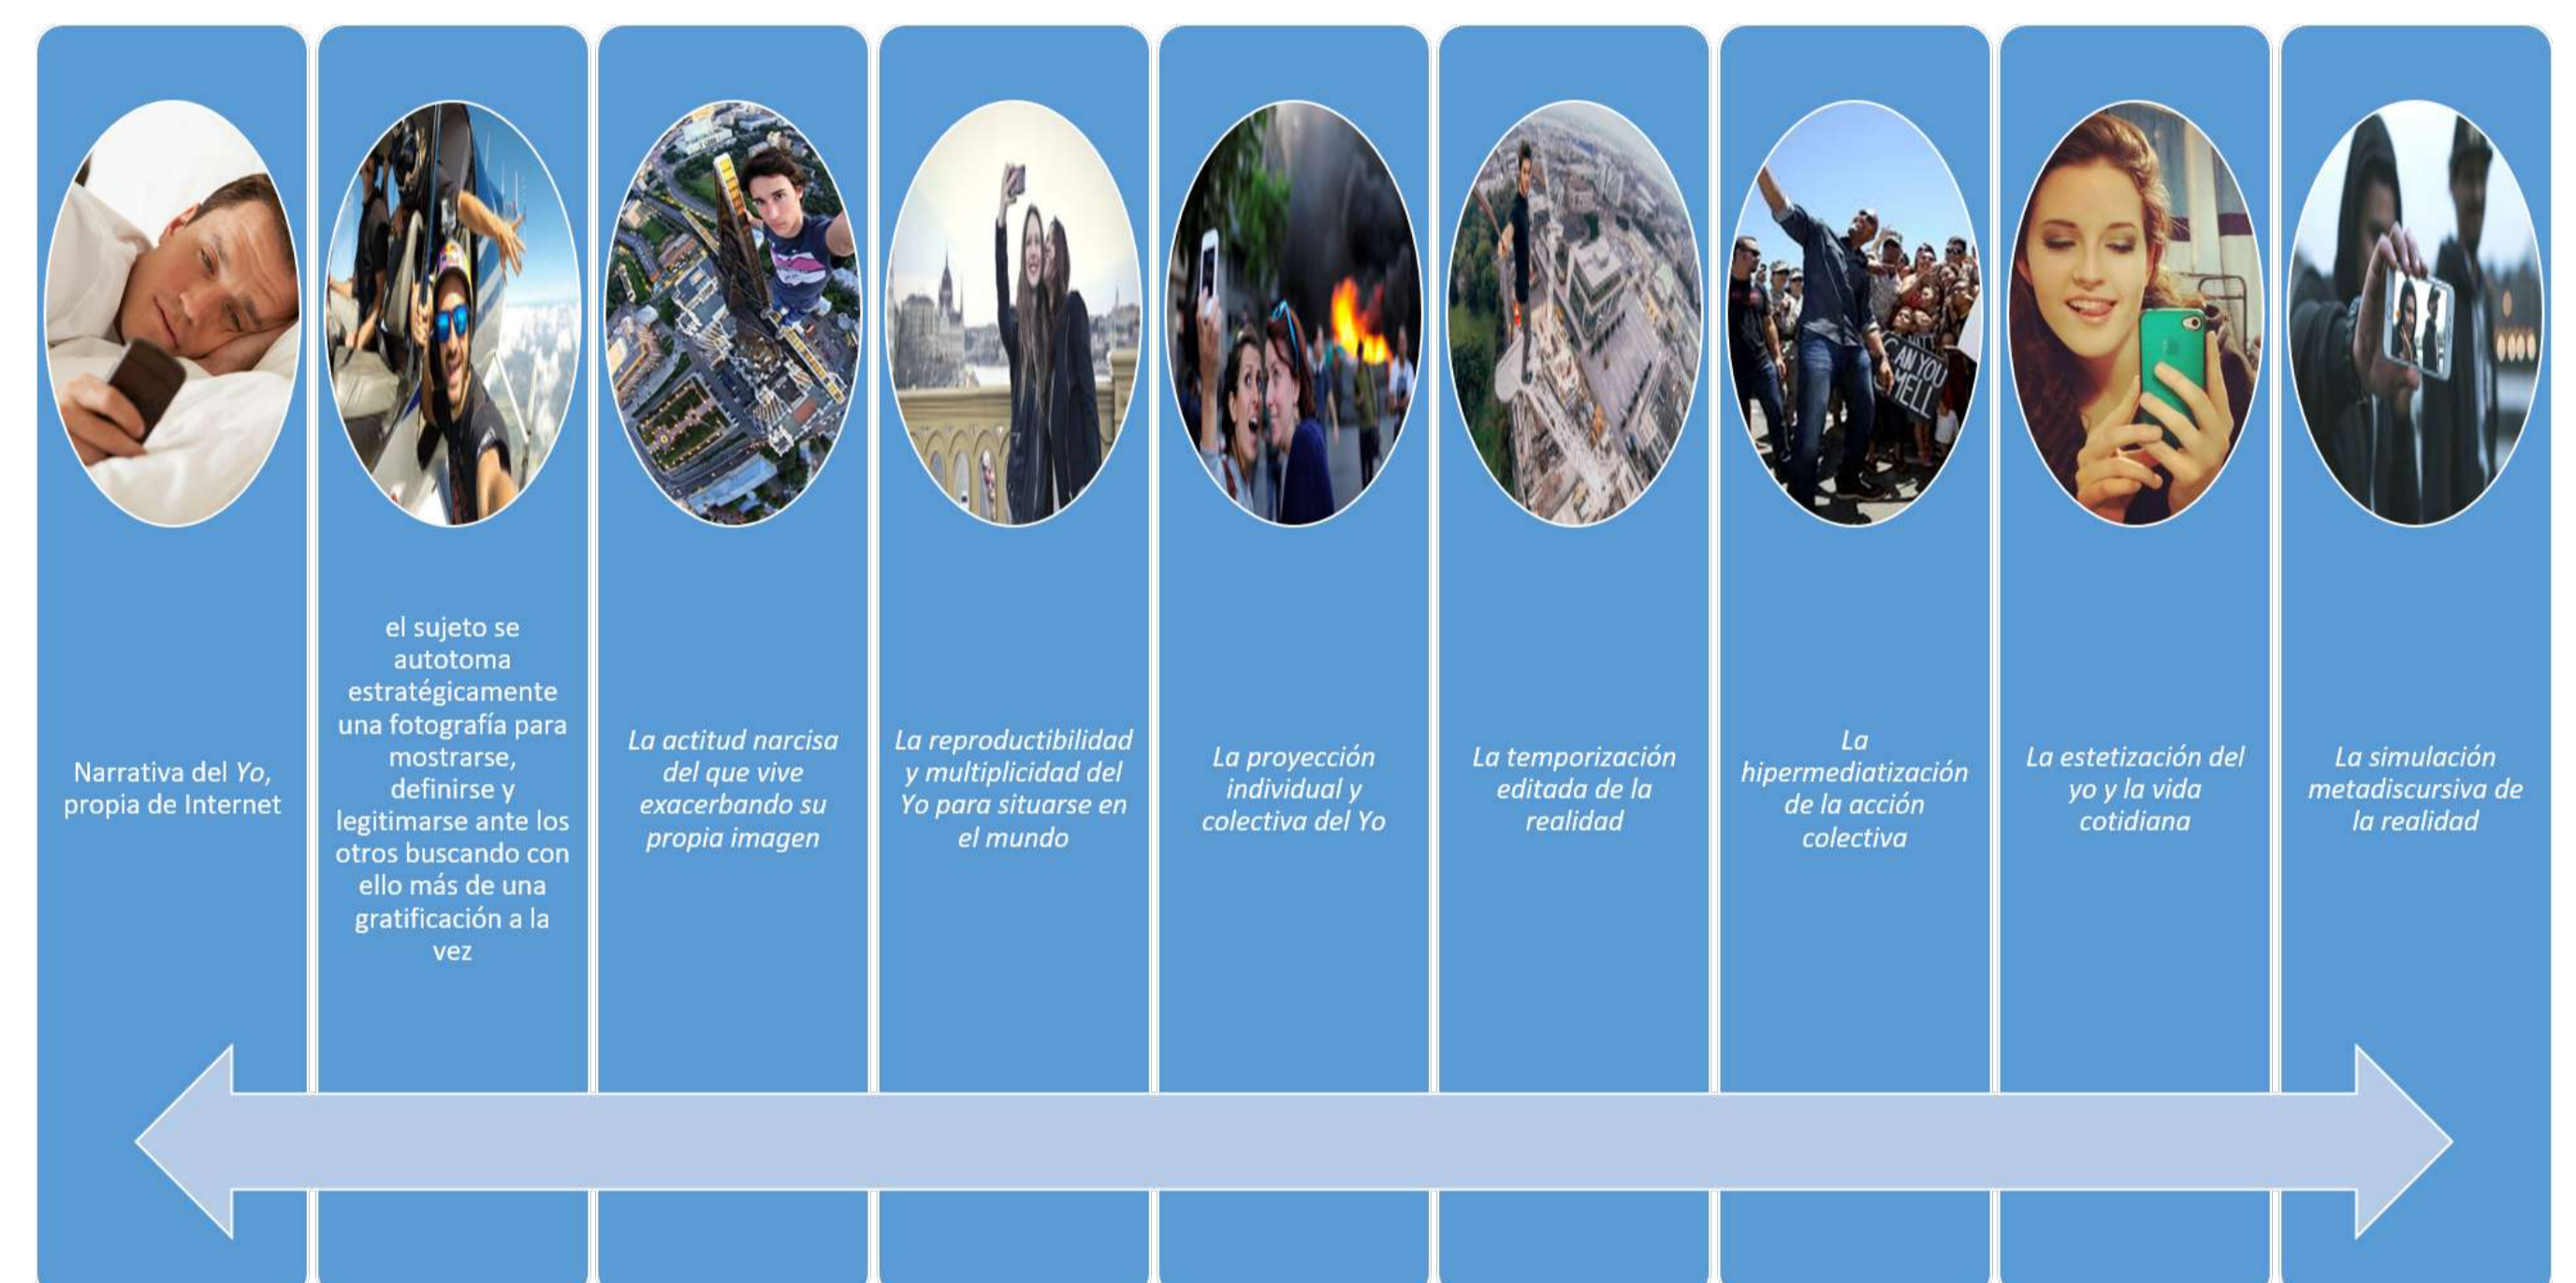 Narrativa del Yo,
propia de Internet
el sujeto se
autotoma
estratégicamente
una fotografía para
mostrarse,
definirse y
legitimarse ante los
otros buscando con
ello más de una
gratificación a la
vez
La actitud narcisa
del que vive
exacerbando su
propia imagen
La reproductibilidad
y multiplicidad del
Yo para situarse en
el mundo
La proyección
individual y
colectiva del Yo
La temporización
editada de la
realidad
La
hipermediatización
de la acción
colectiva
CAN YOU
La estetización del
yo y la vida
cotidiana
La simulación
metadiscursiva de
la realidad